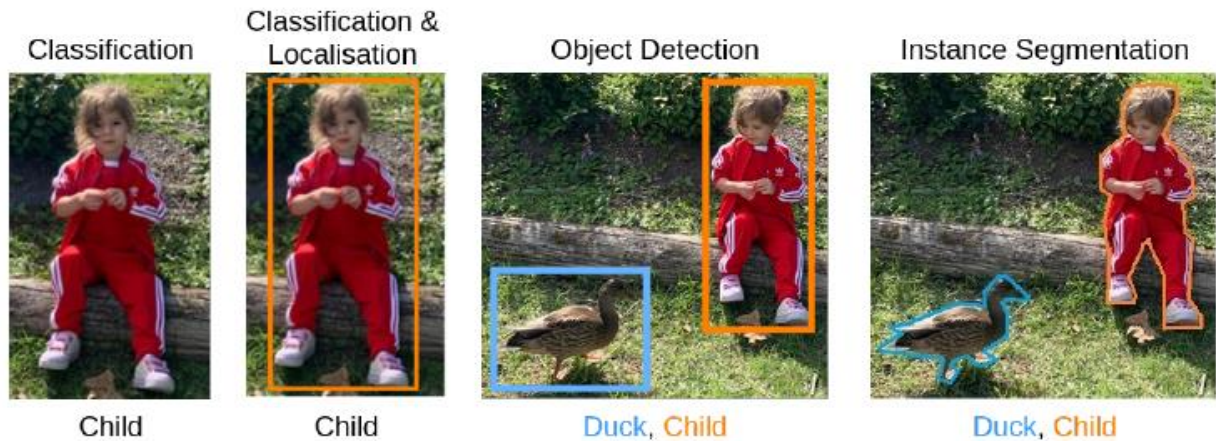 Classification
Classification &
Localisation
Object Detection
Instance Segmentation
Child
Child
Duck, Child
Duck, Child